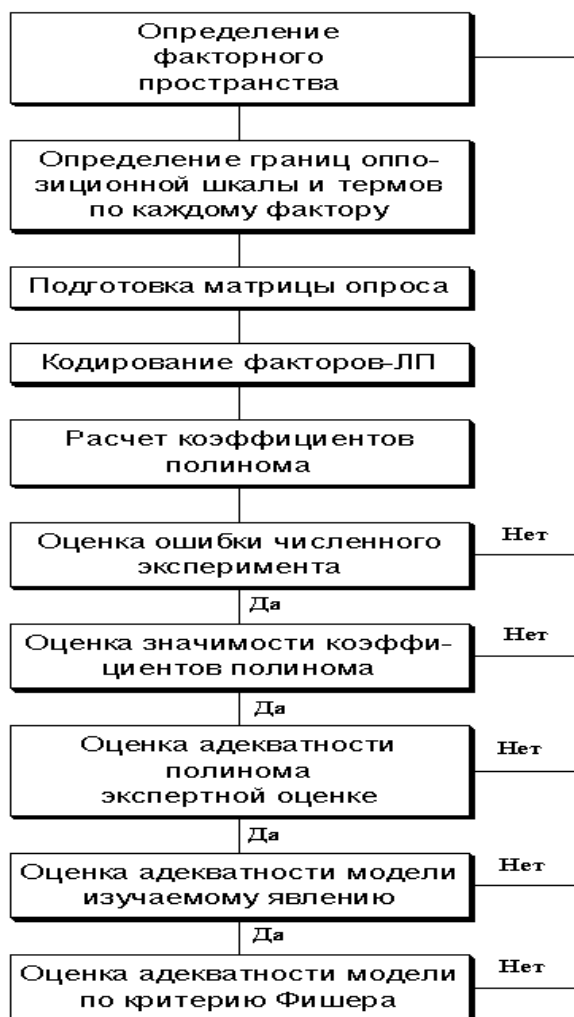 Определение
факторного
пространства
Определение границ оппо-
зиционной шкалы и термов
по каждому фактору
Подготовка матрицы опроса
Кодирование факторов-ЛП
Расчет коэффициентов
полинома
Оценка ошибки численного
эксперимента
Нет
Да
Оценка значимости коэффи-
циентов полинома
Нет
Да
Оценка адекватности
полинома
экспертной оценке
Нет
Да
Оценка адекватности модели
изучаемому явлению
Нет
Да
Оценка адекватности модели
по критерию Фишера
Нет